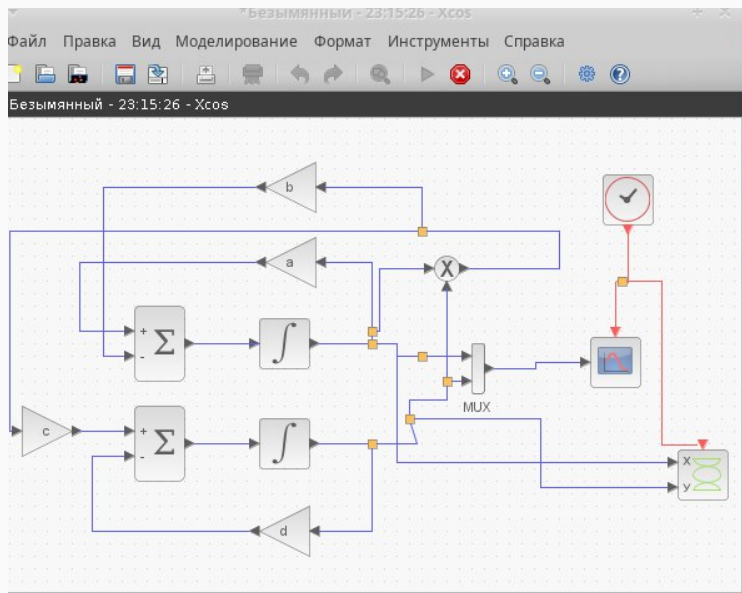 *Безымянный - 23:15:26 - Xcos
Файл Правка Вид Моделирование Формат Инструменты Справка
Безымянный - 23:15:26 - Xcos
b
a
X
+
-
Σ
∫
MUX
c
+
-
Σ
∫
X
y
d